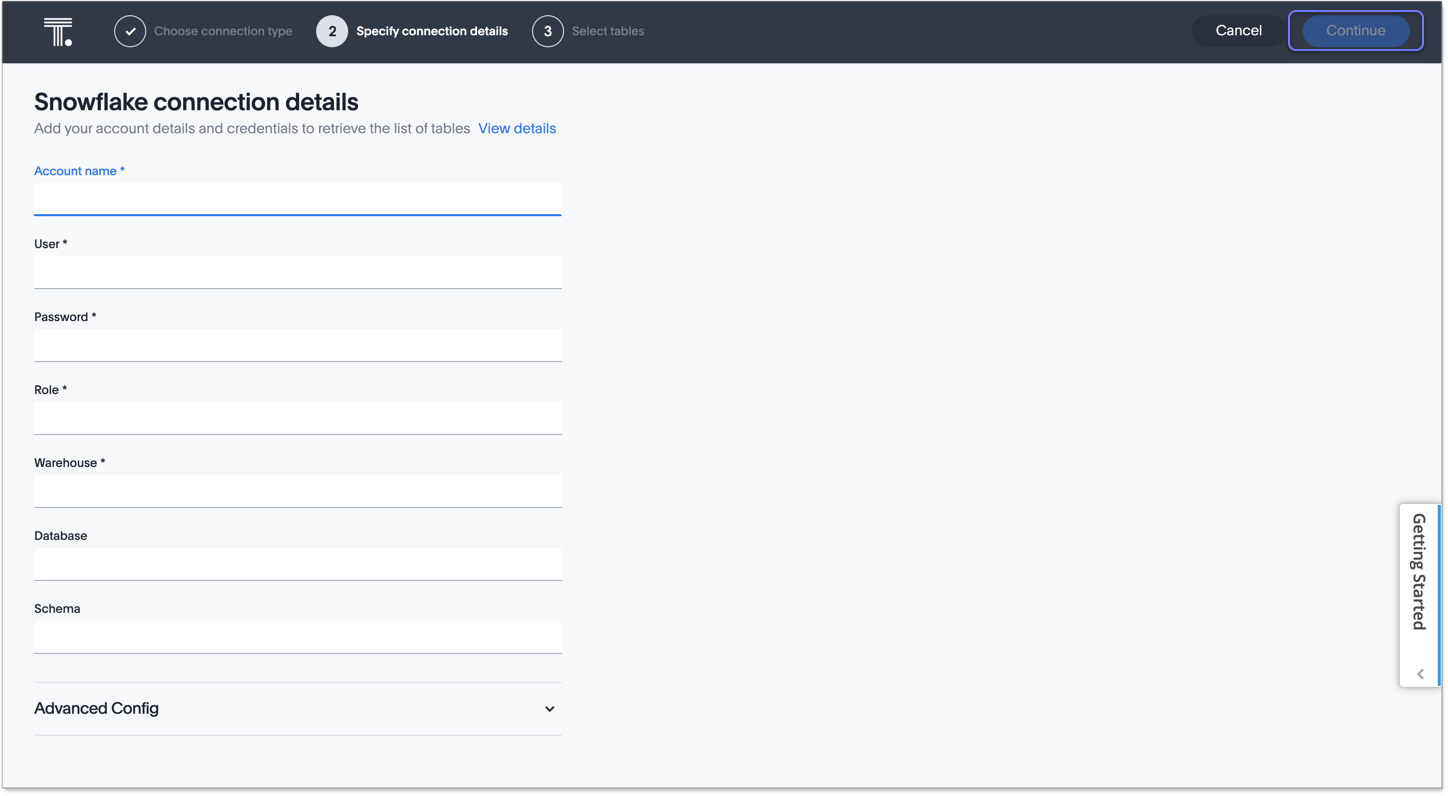 Choose connection type 2 Specify connection details 3 Select tables Cancel Continue
Snowflake connection details
Add your account details and credentials to retrieve the list of tables View details
Account name *
User *
Password *
Role *
Warehouse *
Database
Schema
Advanced Config
Getting Started